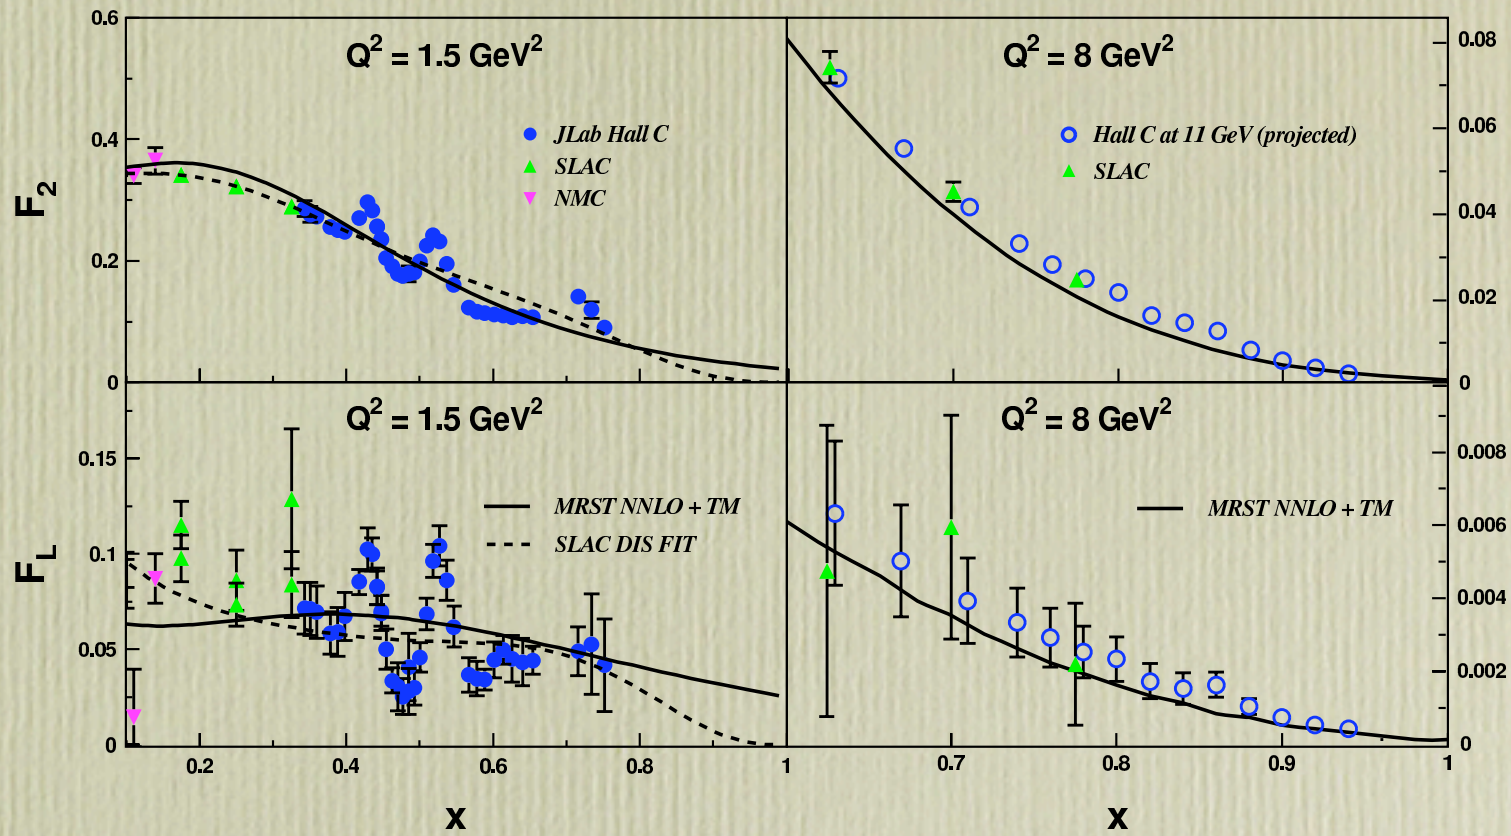 Q² = 1.5 GeV²
Q² = 8 GeV²
0.6
0.4
0.2
0
F₂
JLab Hall C
SLAC
NMC
Hall C at 11 GeV (projected)
SLAC
0.08
0.06
0.04
0.02
0
Q² = 1.5 GeV²
Q² = 8 GeV²
0.15
0.1
0.05
0
F_L
MRST NNLO + TM
SLAC DIS FIT
MRST NNLO + TM
0.008
0.006
0.004
0.002
0
0.2 0.4 0.6 0.8 1 0.7 0.8 0.9 1
x x